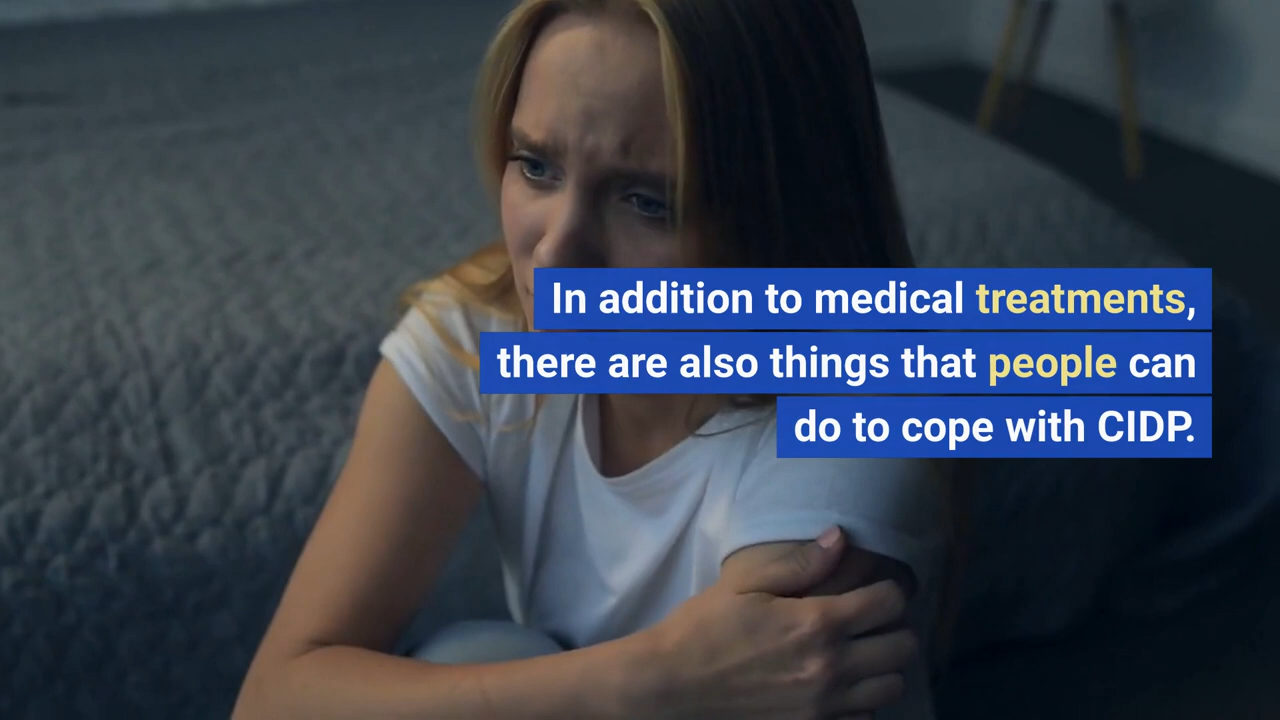 In addition to medical treatments,
there are also things that people can
do to cope with CIDP.